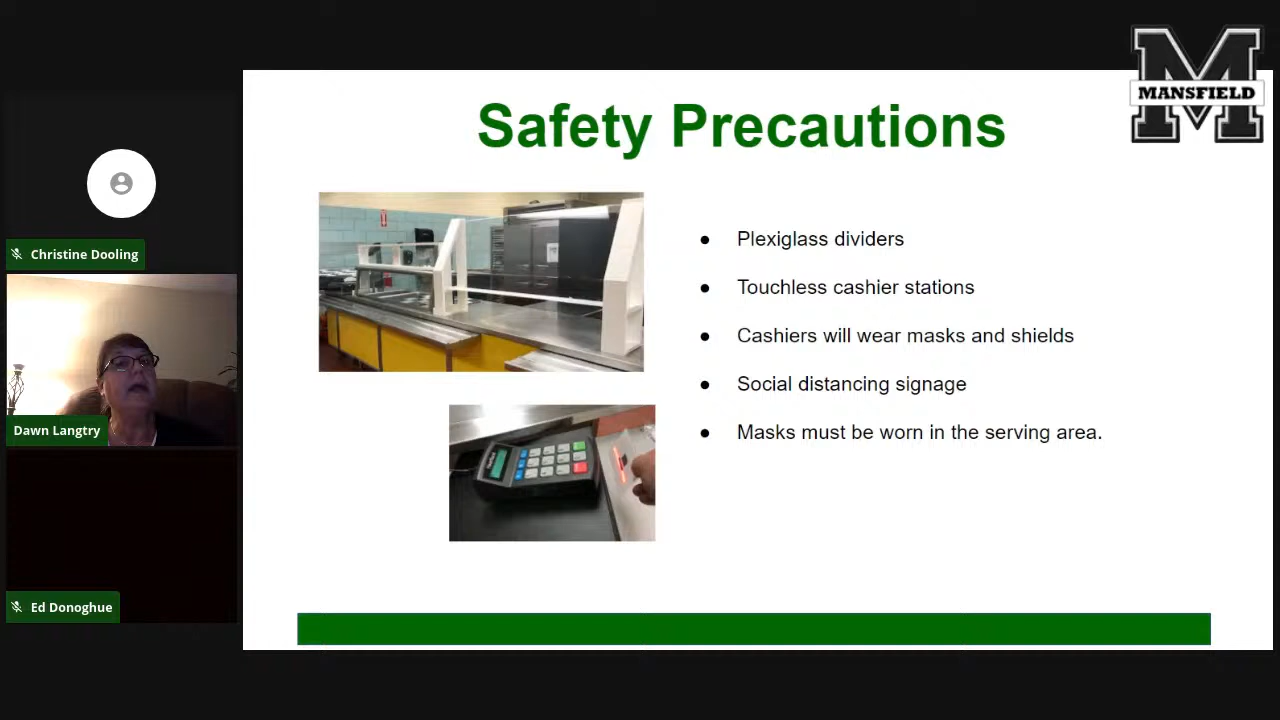 MANSFIELD
Safety Precautions
Christine Dooling
Dawn Langtry
Ed Donoghue
● Plexiglass dividers
● Touchless cashier stations
● Cashiers will wear masks and shields
● Social distancing signage
● Masks must be worn in the serving area.